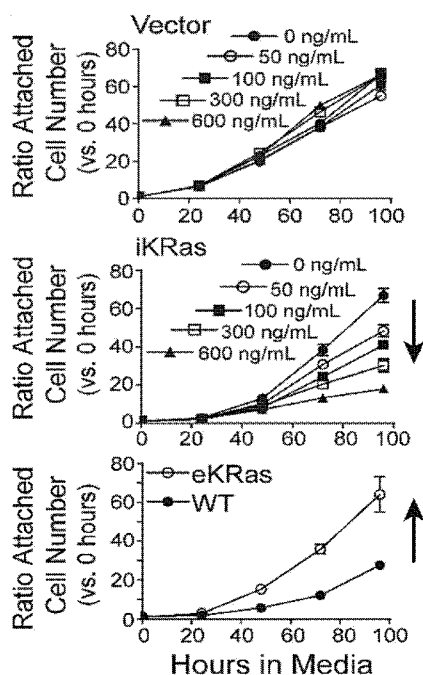 Vector
Ratio Attached
Cell Number
(vs. 0 hours)
80
60
40
20
0
0 ng/mL
50 ng/mL
100 ng/mL
300 ng/mL
600 ng/mL
0 20 40 60 80 100
iKRas
Ratio Attached
Cell Number
(vs. 0 hours)
80
60
40
20
0
0 ng/mL
50 ng/mL
100 ng/mL
300 ng/mL
600 ng/mL
0 20 40 60 80 100
Ratio Attached
Cell Number
(vs. 0 hours)
80
60
40
20
0
eKRas
WT
0 20 40 60 80 100
Hours in Media